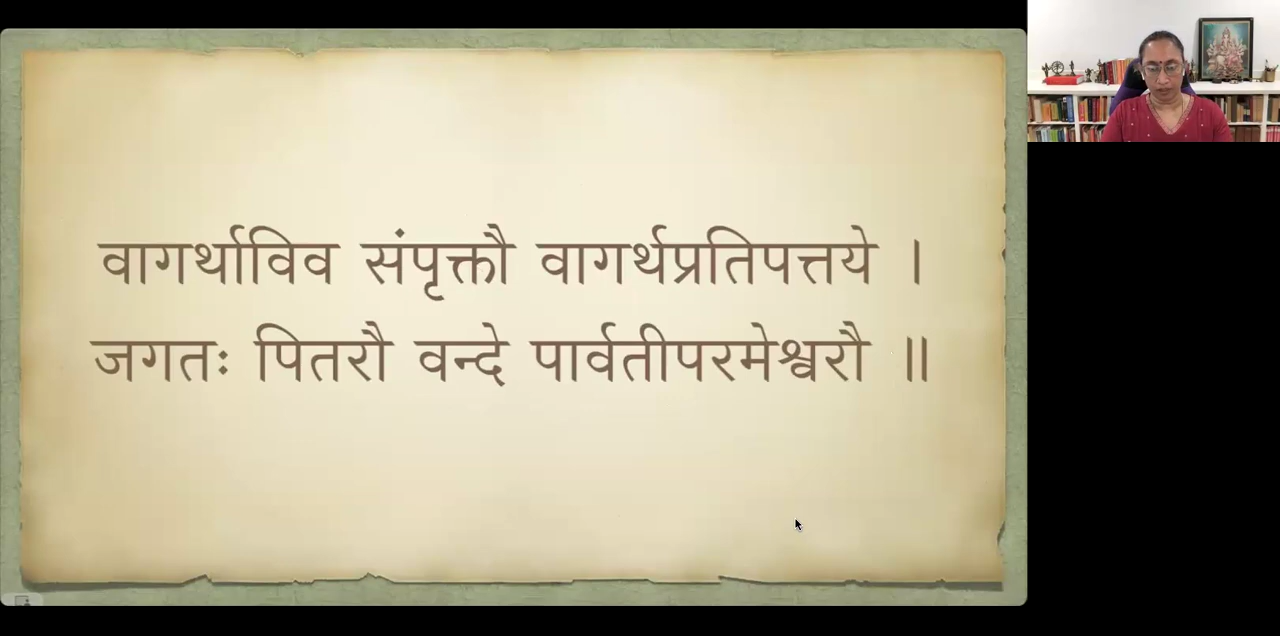 वागर्थाविव संपृक्तौ वागर्थप्रतिपत्तये ।
जगतः पितरौ वन्दे पार्वतीपरमेश्वरौ ॥